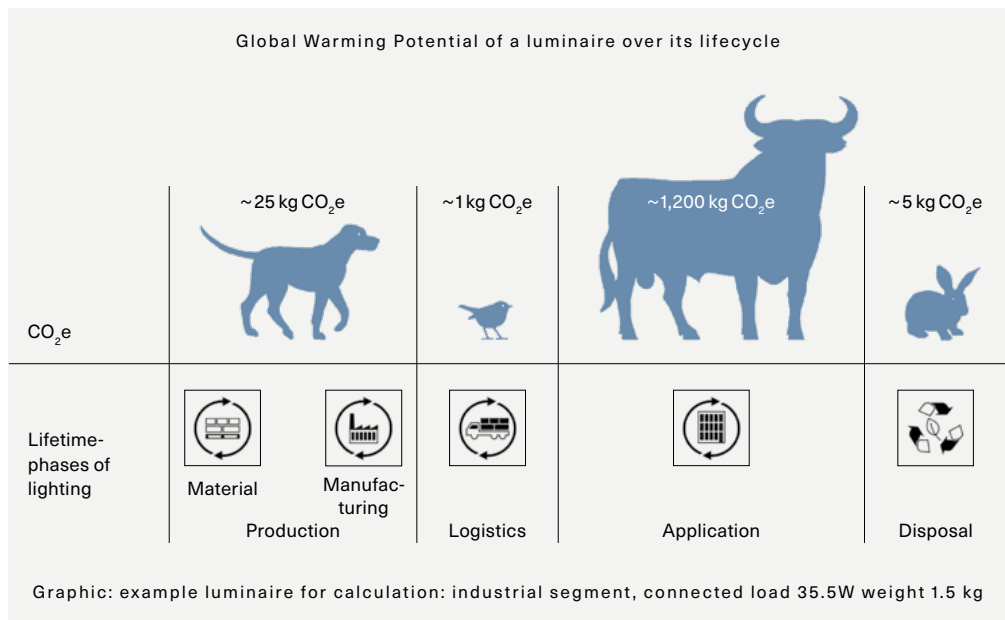 Global Warming Potential of a luminaire over its lifecycle
~25 kg CO₂e
~1 kg CO₂e
~1,200 kg CO₂e
~5 kg CO₂e
CO₂e
Lifetime-
phases of
lighting
Material
Manufac-
turing
Production
Logistics
Application
Disposal
Graphic: example luminaire for calculation: industrial segment, connected load 35.5W weight 1.5 kg